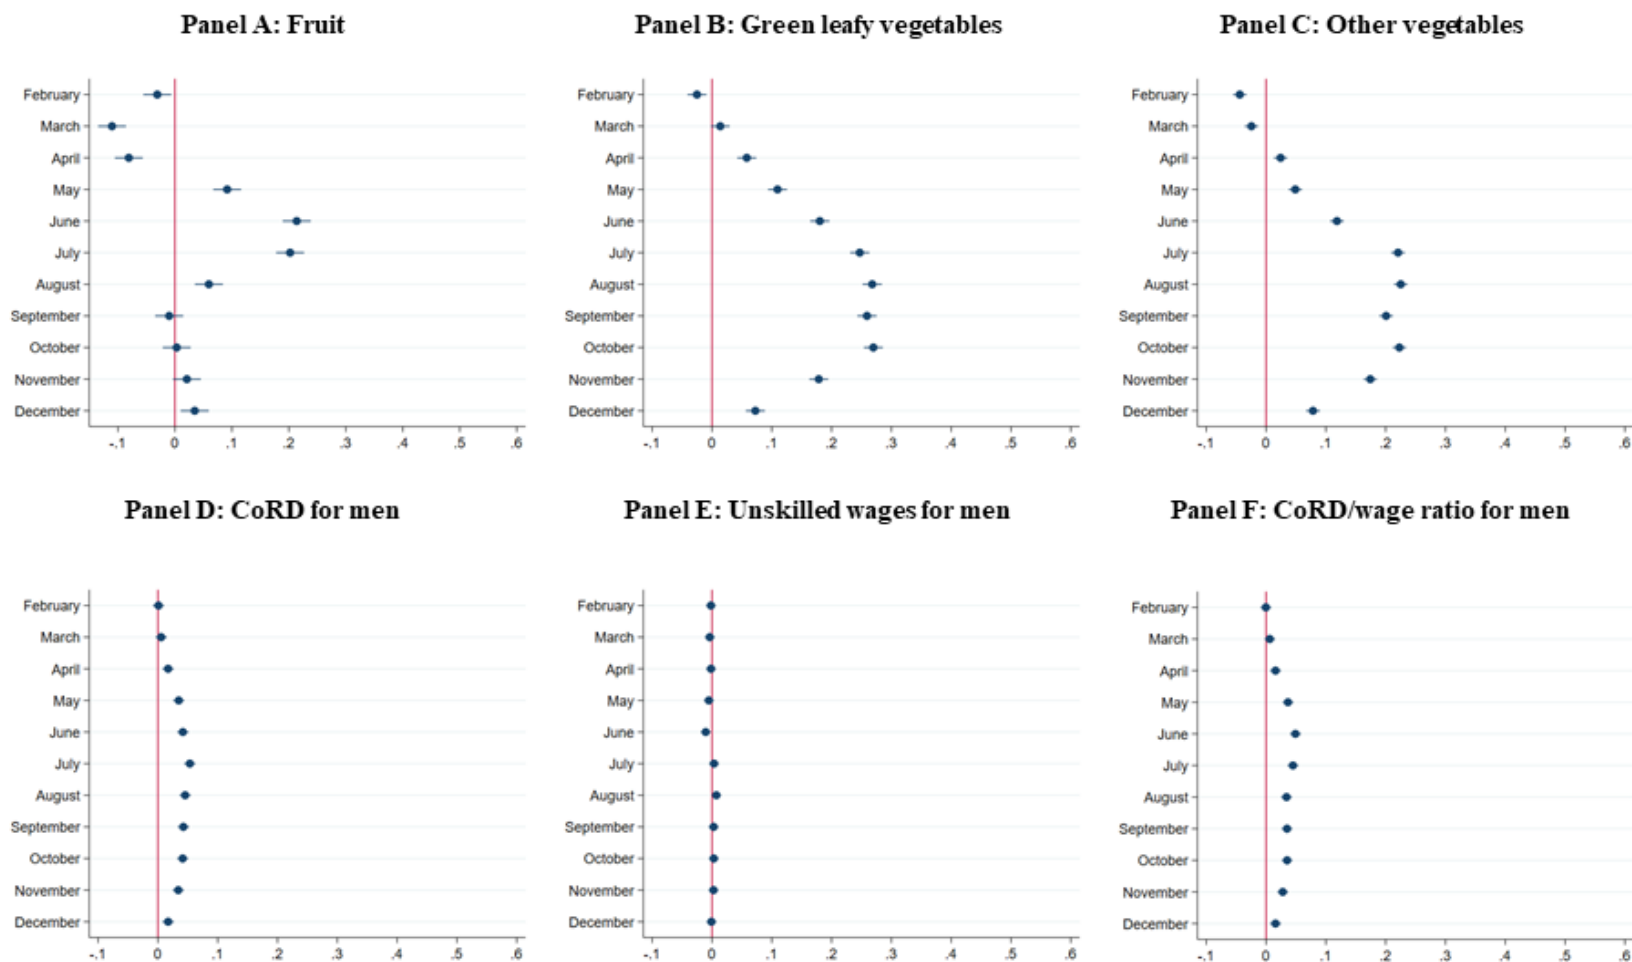 Panel A: Fruit
February
March
April
May
June
July
August
September
October
November
December
-.1 0 .1 .2 .3 .4 .5 .6
Panel B: Green leafy vegetables
February
March
April
May
June
July
August
September
October
November
December
-.1 0 .1 .2 .3 .4 .5 .6
Panel C: Other vegetables
February
March
April
May
June
July
August
September
October
November
December
-.1 0 .1 .2 .3 .4 .5 .6
Panel D: CoRD for men
February
March
April
May
June
July
August
September
October
November
December
-.1 0 .1 .2 .3 .4 .5 .6
Panel E: Unskilled wages for men
February
March
April
May
June
July
August
September
October
November
December
-.1 0 .1 .2 .3 .4 .5 .6
Panel F: CoRD/wage ratio for men
February
March
April
May
June
July
August
September
October
November
December
-.1 0 .1 .2 .3 .4 .5 .6